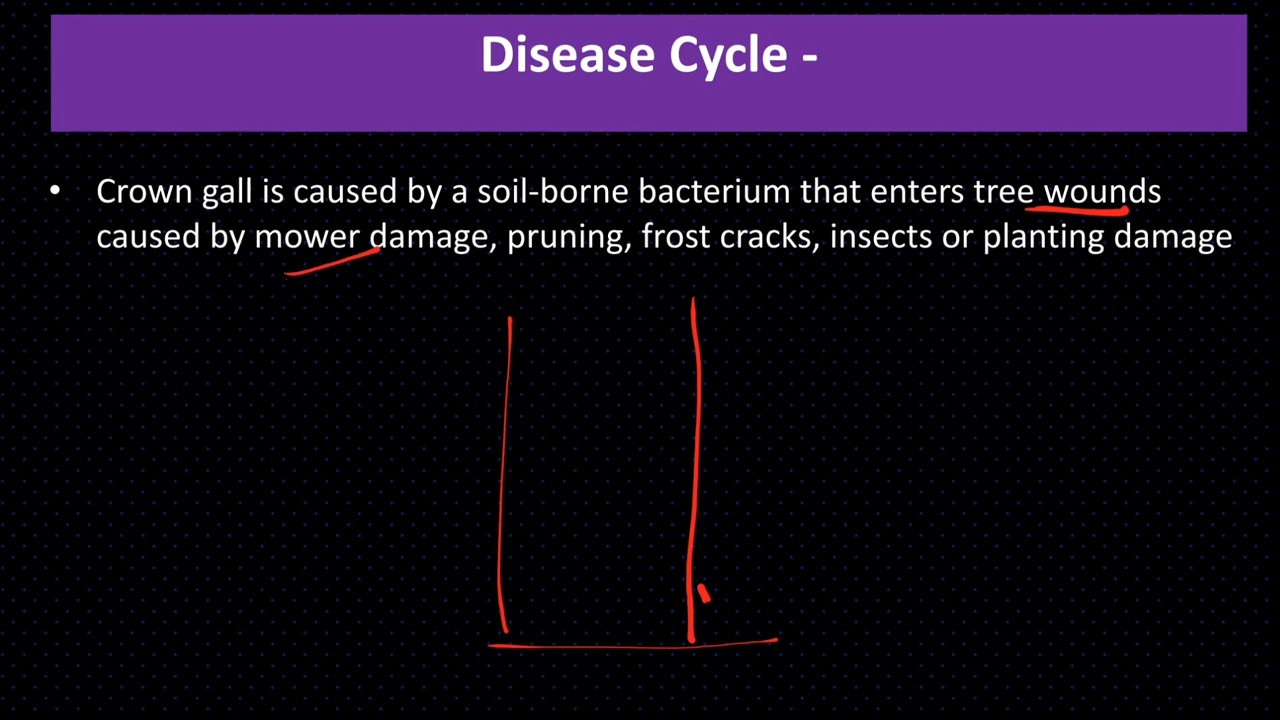 Disease Cycle -
• Crown gall is caused by a soil-borne bacterium that enters tree wounds
caused by mower damage, pruning, frost cracks, insects or planting damage